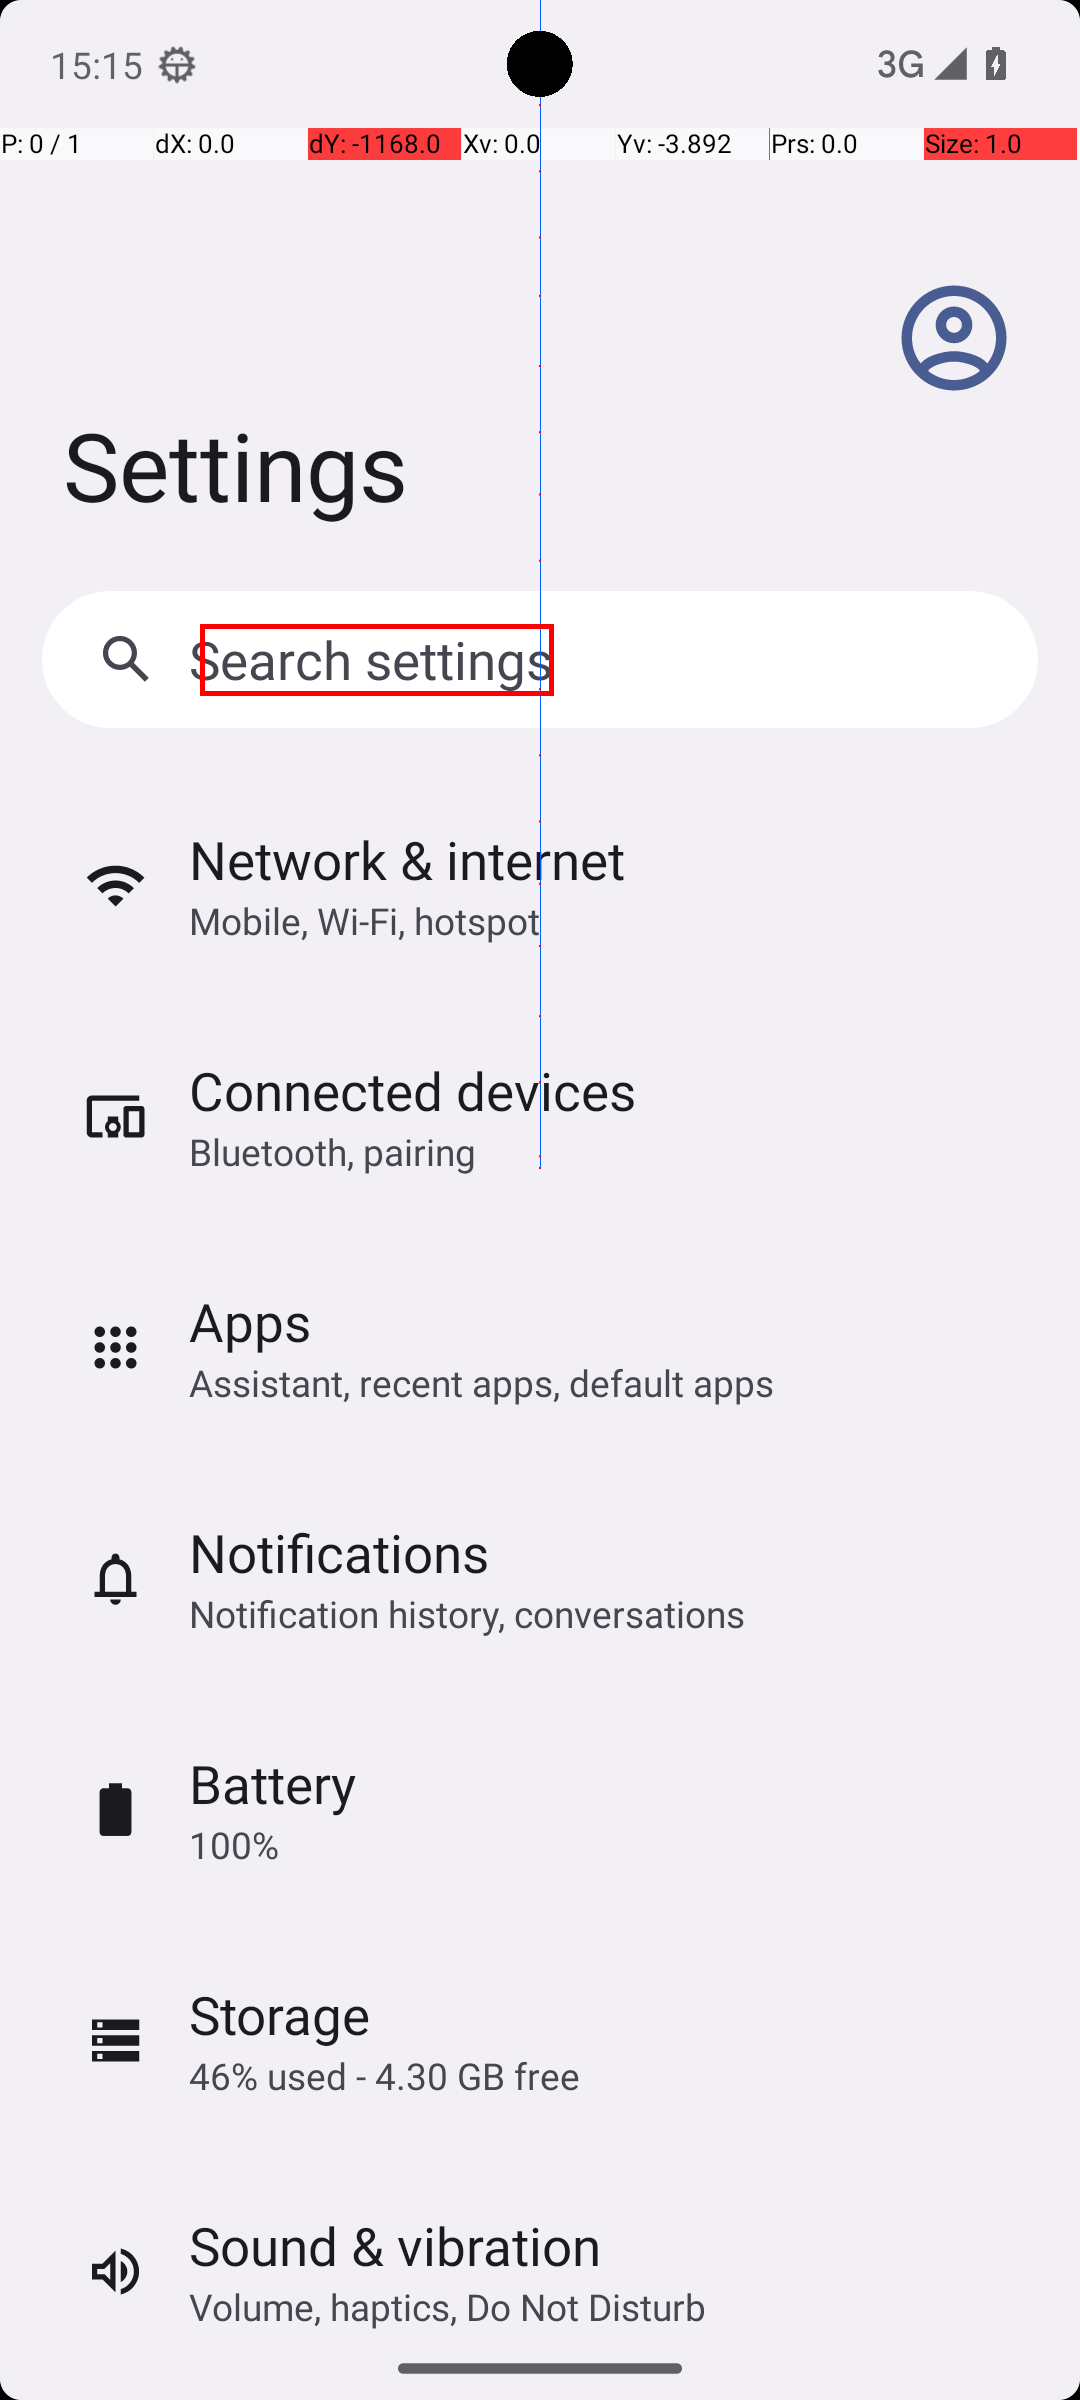 15:15
3G
P: 0 / 1 dX: 0.0 dY: -1168.0 Xv: 0.0 Yv: -3.892 Prs: 0.0 Size: 1.0
Settings
Search settings
Network & internet
Mobile, Wi-Fi, hotspot
Connected devices
Bluetooth, pairing
Apps
Assistant, recent apps, default apps
Notifications
Notification history, conversations
Battery
100%
Storage
46% used - 4.30 GB free
Sound & vibration
Volume, haptics, Do Not Disturb